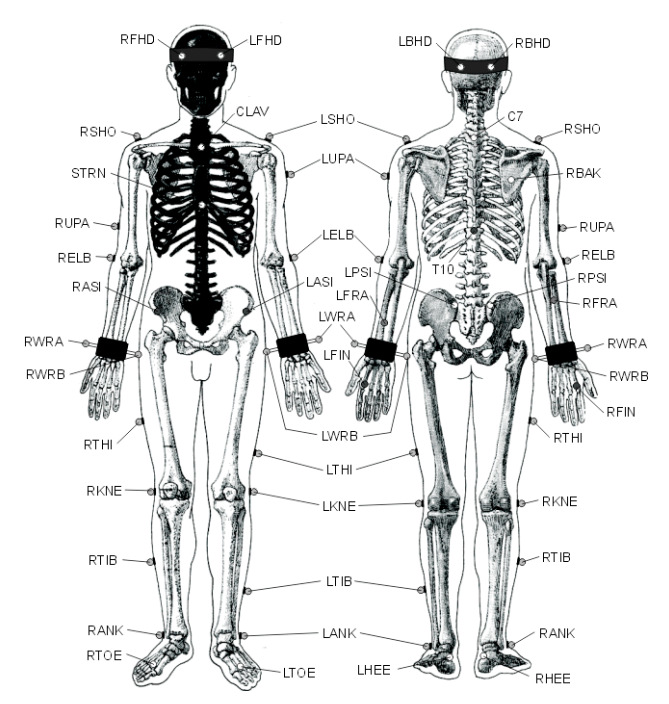 RFHD LFHD LBHD RBHD
CLAV C7
RSHO LSHO RSHO
STRN LUPA RBAK
RUPA RUPA
RELB LELB RELB
T10
RASI LASI LPSI RPSI
LFRA RFRA
RWRA LWRA RWRA
RWRB LFIN RWRB
RFIN
RTHI LWRB RTHI
LTHI
RKNE LKNE RKNE
RTIB LTIB RTIB
RANK LANK RANK
RTOE LTOE LHEE RHEE